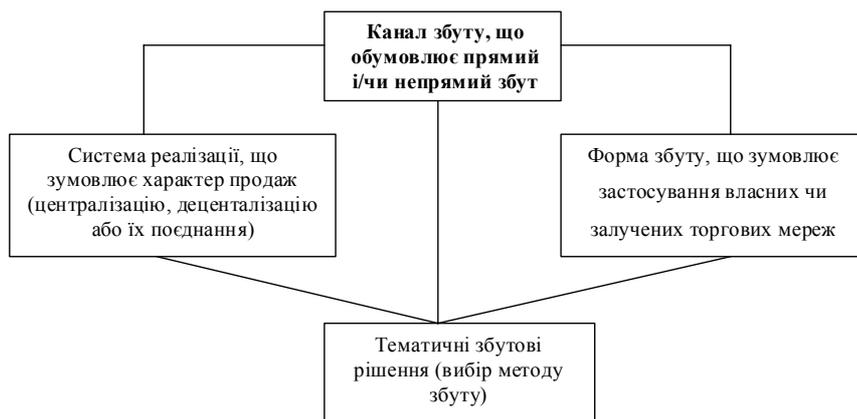 Канал збуту, що
обумовлює прямий
і/чи непрямий збут
Система реалізації, що
зумовлює характер продаж
(централізацію, деценталізацію
або їх поєднання)
Форма збуту, що зумовлює
застосування власних чи
залучених торгових мереж
Тематичні збутові
рішення (вибір методу
збуту)